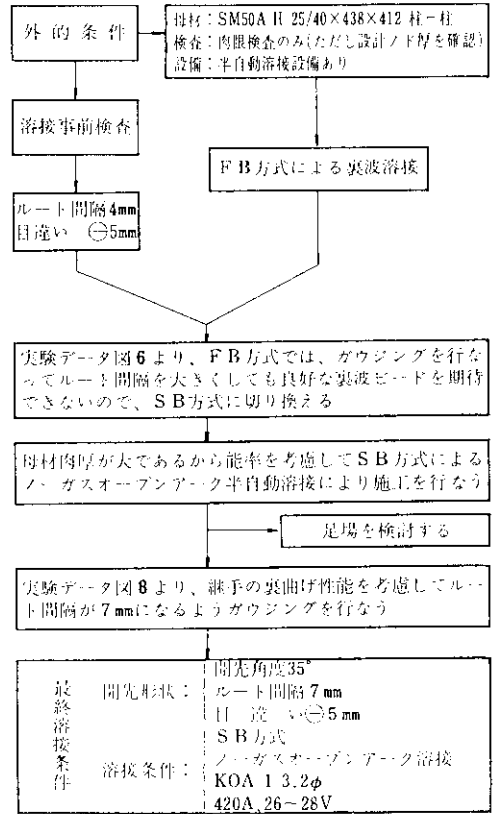 外的条件
母材：SM50A H 25/40×438×412 柱－柱
検査：肉眼検査のみ(ただし設計ノド厚を確認)
設備：半自動溶接設備あり
溶接事前検査
FB方式による裏波溶接
ルート間隔4mm
目違い ㊀5mm
実験データ図6より、FB方式では、ガウジングを行な
ってルート間隔を大きくしても良好な裏波ビードを期待
できないので、SB方式に切り換える
母材肉厚が大であるから能率を考慮してSB方式による
ノーガスオープンアーク半自動溶接により施工を行なう
足場を検討する
実験データ図8より、継手の裏曲げ性能を考慮してルー
ト間隔が7mmになるようガウジングを行なう
最終溶接条件
開先形状：
開先角度35°
ルート間隔7mm
目違い㊀5mm
溶接条件：
SB方式
ノーガスオープンアーク溶接
KOA 1 3.2φ
420A、26～28V